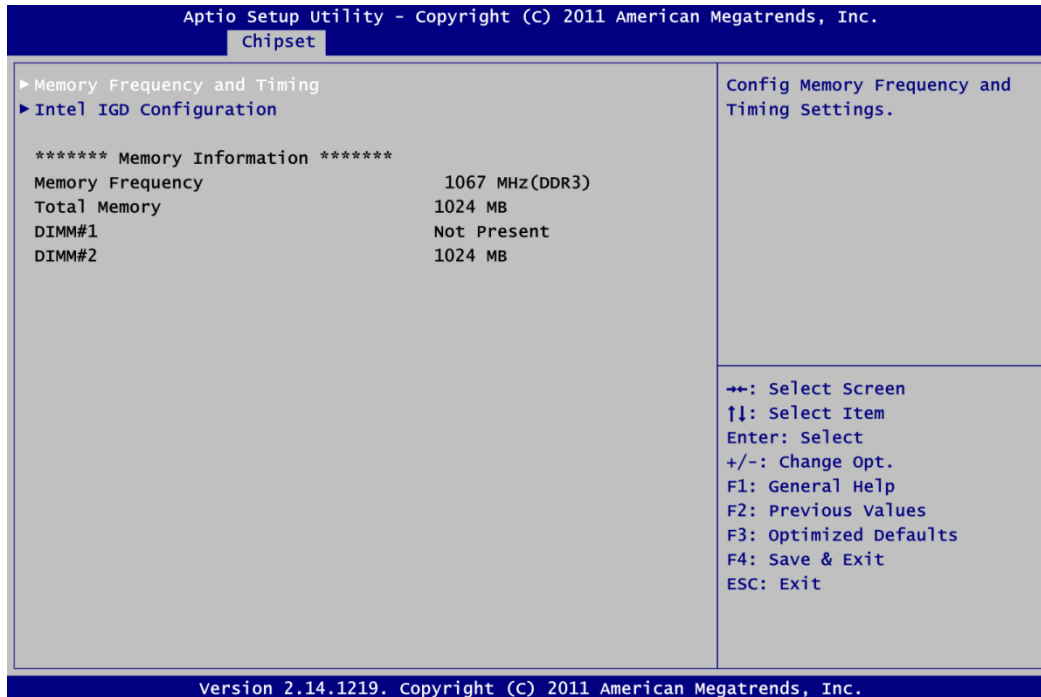 Aptio Setup Utility - Copyright (C) 2011 American Megatrends, Inc.
Chipset
►Memory Frequency and Timing
►Intel IGD Configuration
******* Memory Information *******
Memory Frequency 1067 MHz(DDR3)
Total Memory 1024 MB
DIMM#1 Not Present
DIMM#2 1024 MB
Config Memory Frequency and
Timing Settings.
→←: Select Screen
↑↓: Select Item
Enter: Select
+/-: Change Opt.
F1: General Help
F2: Previous Values
F3: Optimized Defaults
F4: Save & Exit
ESC: Exit
Version 2.14.1219. Copyright (C) 2011 American Megatrends, Inc.